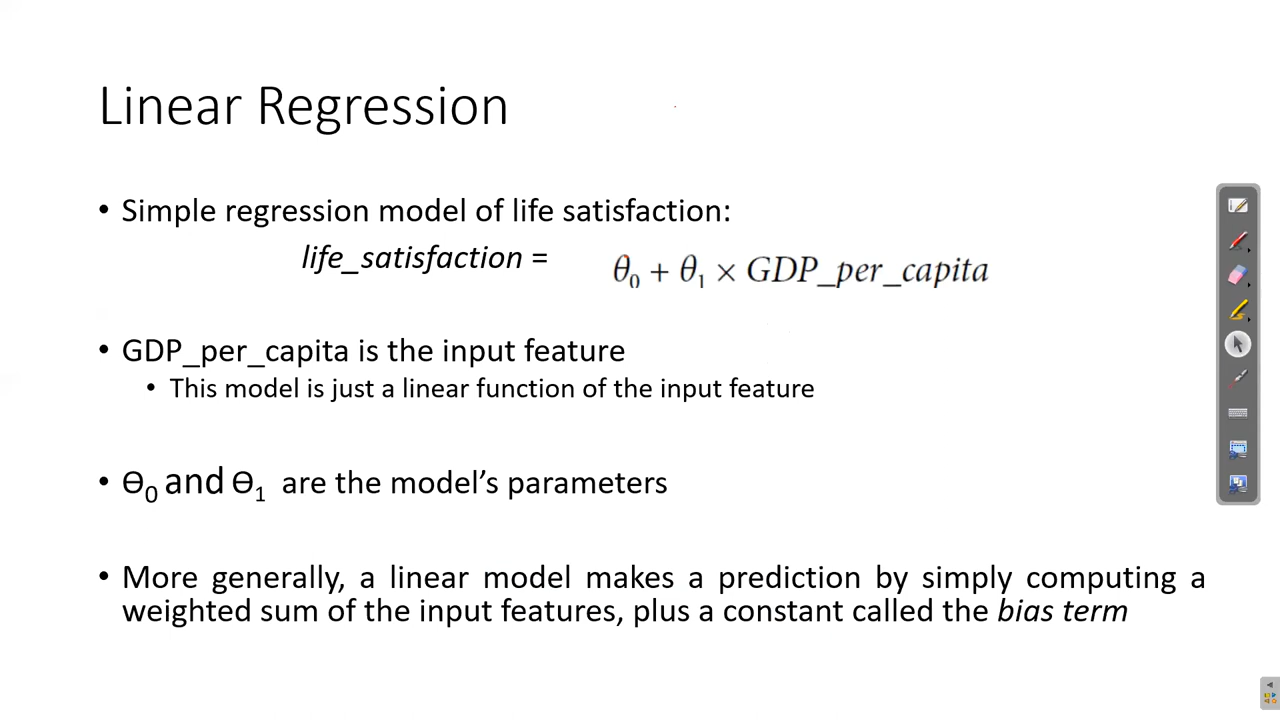 Linear Regression
• Simple regression model of life satisfaction:
life_satisfaction = θ₀ + θ₁ × GDP_per_capita
• GDP_per_capita is the input feature
• This model is just a linear function of the input feature
• Ɵ₀ and Ɵ₁ are the model’s parameters
• More generally, a linear model makes a prediction by simply computing a
weighted sum of the input features, plus a constant called the bias term